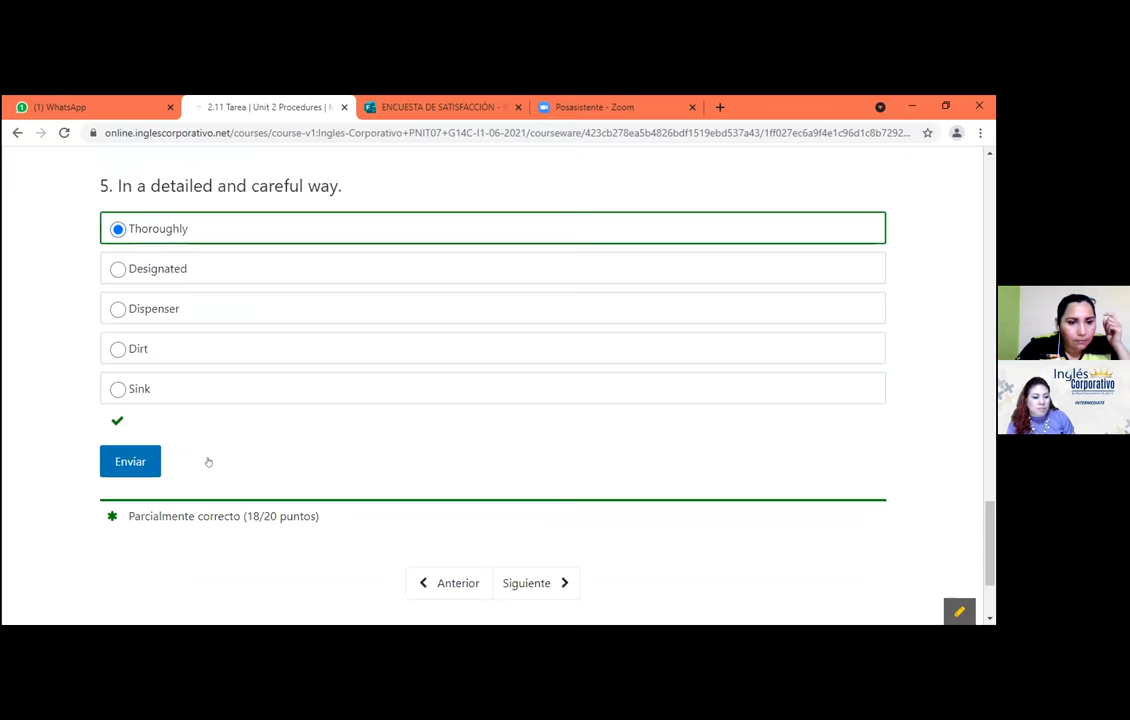 (1) WhatsApp
2.11 Tarea | Unit 2 Procedures |
ENCUESTA DE SATISFACCIÓN -
Posasistente - Zoom
online.inglescorporativo.net/courses/course-v1:Ingles-Corporativo+PNIT07+G14C-I1-06-2021/courseware/423cb278ea5b4826bdf1519ebd537a43/1ff027ec6a9f4e1c96d1c8b7292...
5. In a detailed and careful way.
Thoroughly
Designated
Dispenser
Dirt
Sink
Enviar
Parcialmente correcto (18/20 puntos)
Anterior
Siguiente
Inglés
Corporativo
INTERMEDIATE